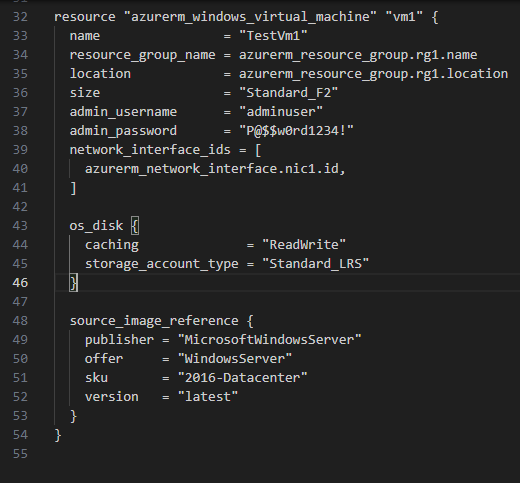 31
32 resource "azurerm_windows_virtual_machine" "vm1" {
33   name                = "TestVm1"
34   resource_group_name = azurerm_resource_group.rg1.name
35   location            = azurerm_resource_group.rg1.location
36   size                = "Standard_F2"
37   admin_username      = "adminuser"
38   admin_password      = "P@$$w0rd1234!"
39   network_interface_ids = [
40     azurerm_network_interface.nic1.id,
41   ]
42
43   os_disk {
44     caching              = "ReadWrite"
45     storage_account_type = "Standard_LRS"
46   }
47
48   source_image_reference {
49     publisher = "MicrosoftWindowsServer"
50     offer     = "WindowsServer"
51     sku       = "2016-Datacenter"
52     version   = "latest"
53   }
54 }
55